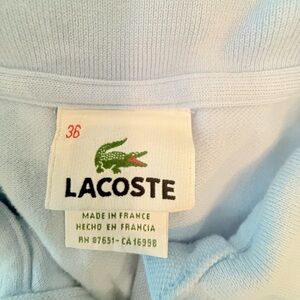 36
LACOSTE
MADE IN FRANCE
HECHO EN FRANCIA
RN 87651-CA 16998